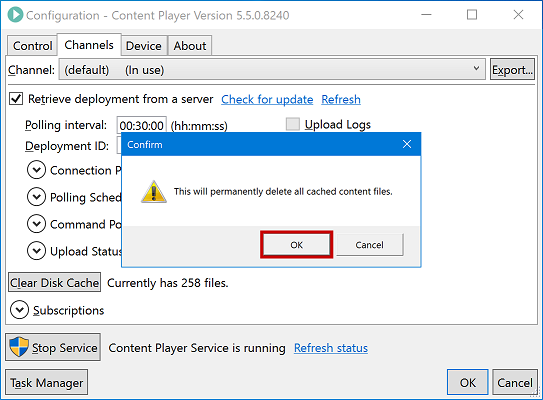 Configuration - Content Player Version 5.5.0.8240
Control Channels Device About
Channel: (default) (In use) Export...
Retrieve deployment from a server Check for update Refresh
Polling interval: 00:30:00 (hh:mm:ss) Upload Logs
Deployment ID:
Confirm
Connection P
This will permanently delete all cached content files.
Polling Sched
Command Po
OK Cancel
Upload Status
Clear Disk Cache Currently has 258 files.
Subscriptions
Stop Service Content Player Service is running Refresh status
Task Manager OK Cancel